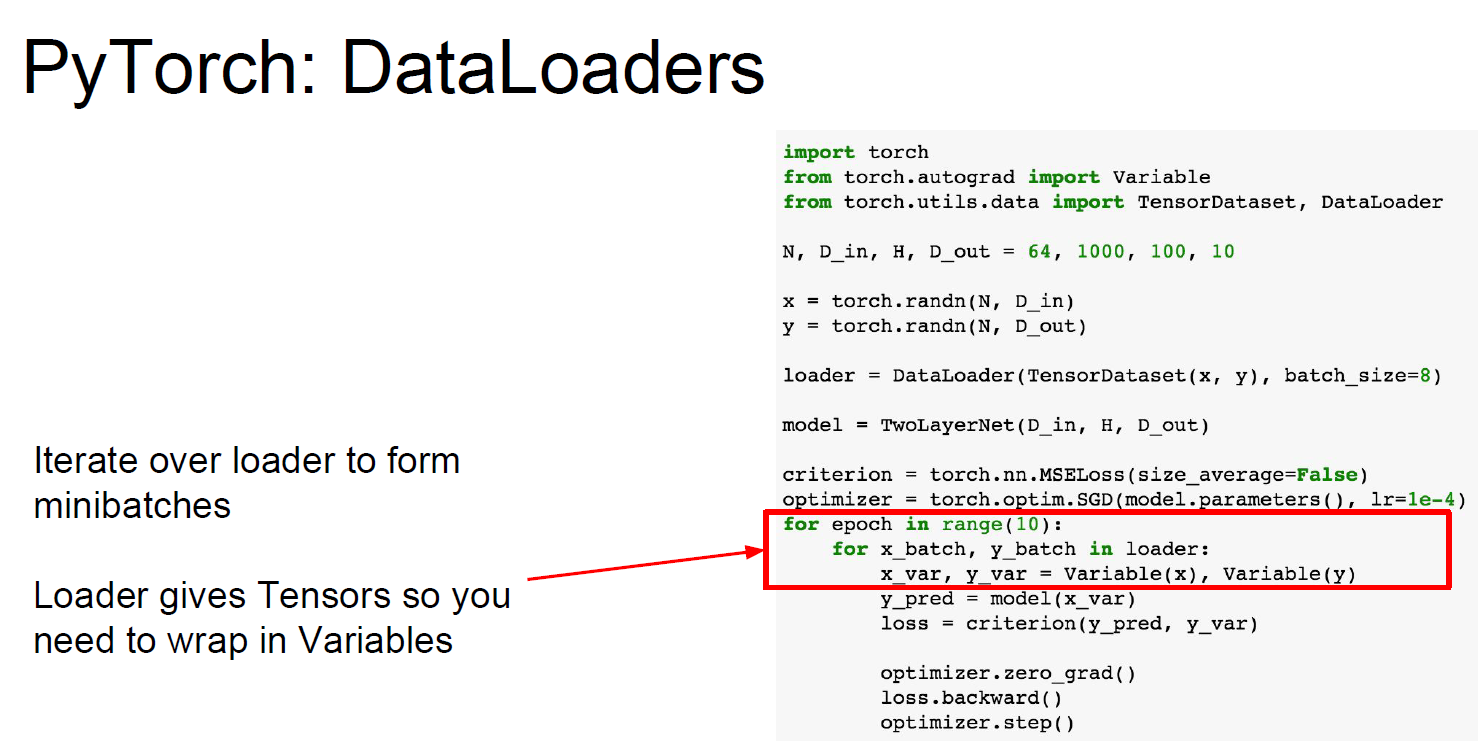 PyTorch: DataLoaders
Iterate over loader to form
minibatches
Loader gives Tensors so you
need to wrap in Variables
import torch
from torch.autograd import Variable
from torch.utils.data import TensorDataset, DataLoader
N, D_in, H, D_out = 64, 1000, 100, 10
x = torch.randn(N, D_in)
y = torch.randn(N, D_out)
loader = DataLoader(TensorDataset(x, y), batch_size=8)
model = TwoLayerNet(D_in, H, D_out)
criterion = torch.nn.MSELoss(size_average=False)
optimizer = torch.optim.SGD(model.parameters(), lr=1e-4)
for epoch in range(10):
    for x_batch, y_batch in loader:
        x_var, y_var = Variable(x), Variable(y)
        y_pred = model(x_var)
        loss = criterion(y_pred, y_var)
        optimizer.zero_grad()
        loss.backward()
        optimizer.step()